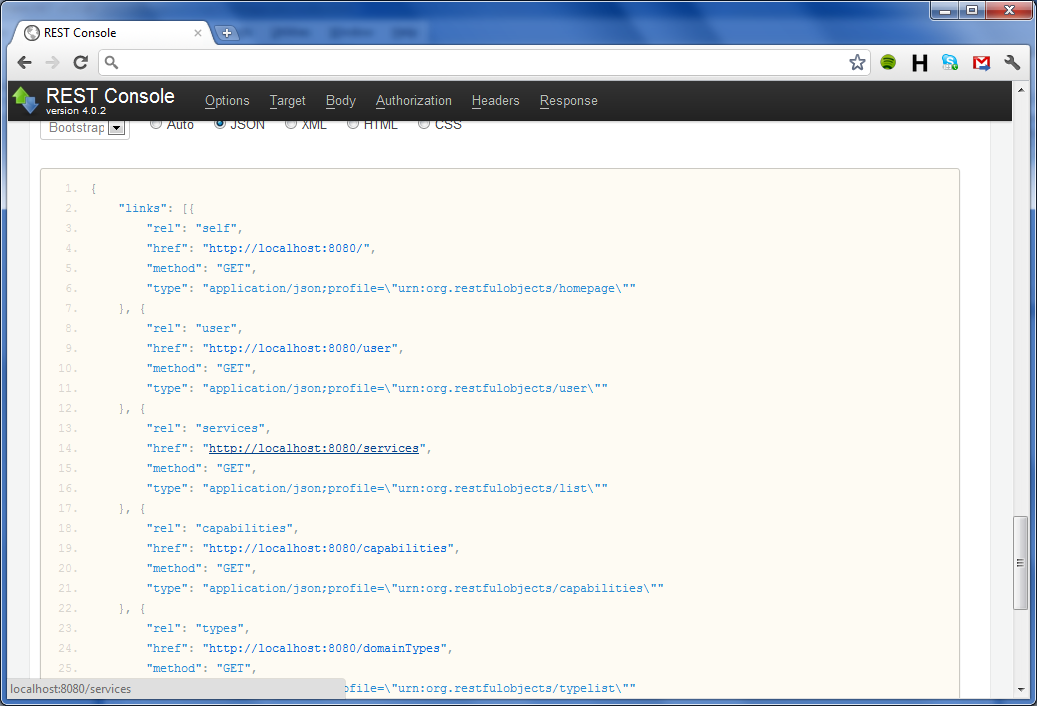 REST Console
REST Console
version 4.0.2
Options Target Body Authorization Headers Response
Bootstrap Auto JSON XML HTML CSS
1. {
2. "links": [{
3. "rel": "self",
4. "href": "http://localhost:8080/",
5. "method": "GET",
6. "type": "application/json;profile=\"urn:org.restfulobjects/homepage\""
7. }, {
8. "rel": "user",
9. "href": "http://localhost:8080/user",
10. "method": "GET",
11. "type": "application/json;profile=\"urn:org.restfulobjects/user\""
12. }, {
13. "rel": "services",
14. "href": "http://localhost:8080/services",
15. "method": "GET",
16. "type": "application/json;profile=\"urn:org.restfulobjects/list\""
17. }, {
18. "rel": "capabilities",
19. "href": "http://localhost:8080/capabilities",
20. "method": "GET",
21. "type": "application/json;profile=\"urn:org.restfulobjects/capabilities\""
22. }, {
23. "rel": "types",
24. "href": "http://localhost:8080/domainTypes",
25. "method": "GET",
localhost:8080/services ofile=\"urn:org.restfulobjects/typelist\""